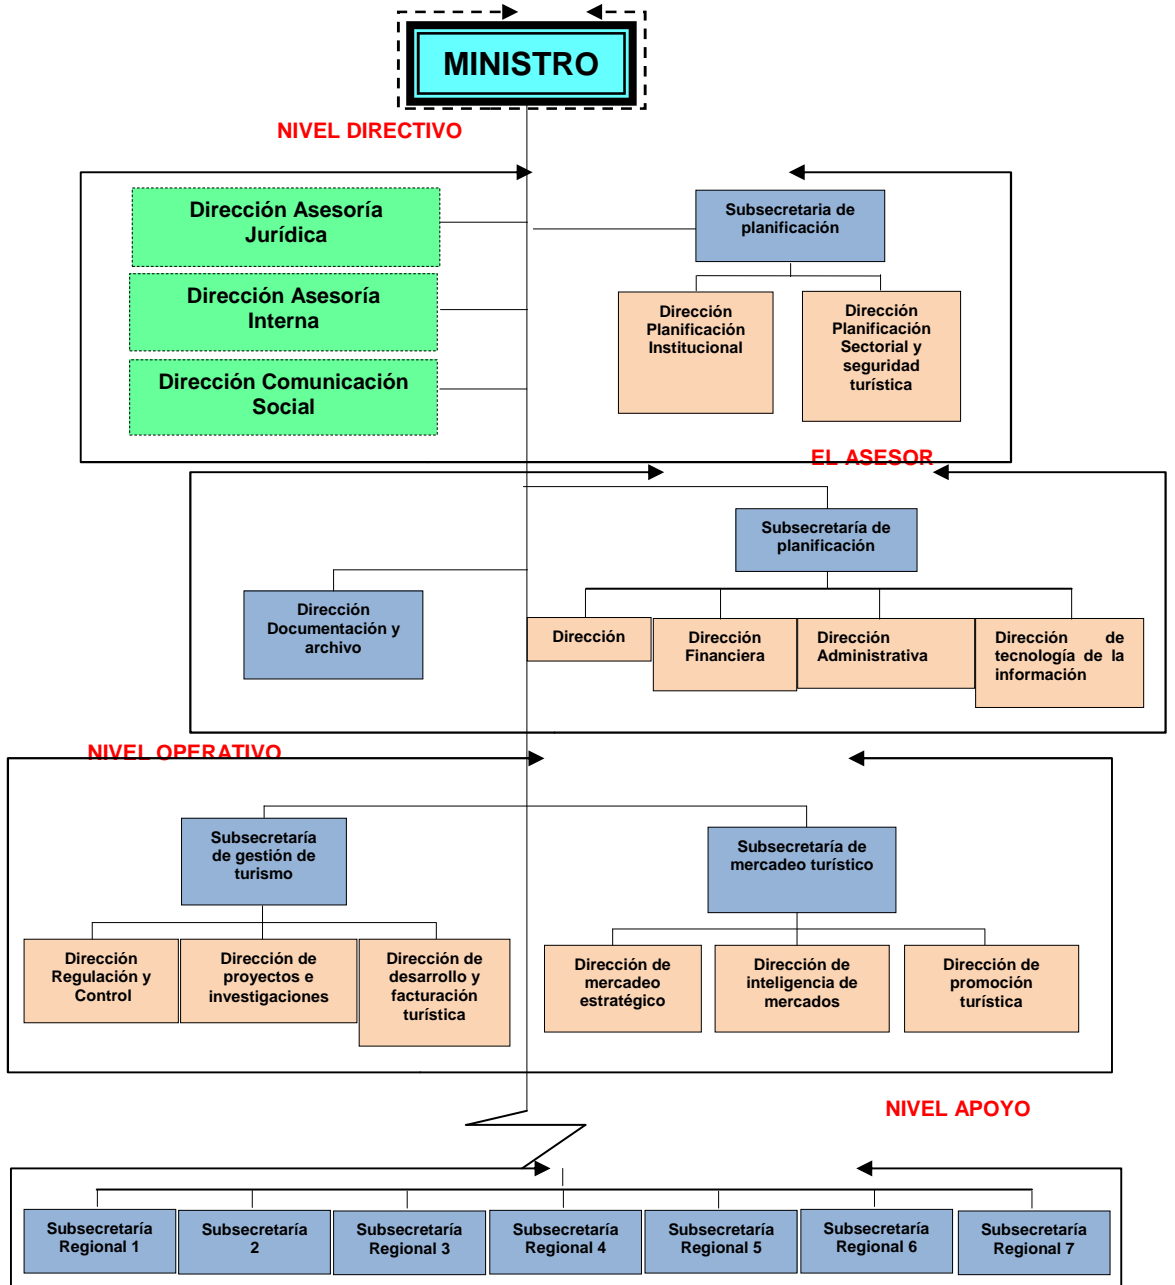 MINISTRO
NIVEL DIRECTIVO
Dirección Asesoría
Jurídica
Dirección Asesoría
Interna
Dirección Comunicación
Social
Subsecretaria de
planificación
Dirección
Planificación
Institucional
Dirección
Planificación
Sectorial y
seguridad
turística
EL ASESOR
Subsecretaría de
planificación
Dirección
Documentación y
archivo
Dirección
Dirección
Financiera
Dirección
Administrativa
Dirección de
tecnología de la
información
NIVEL OPERATIVO
Subsecretaría
de gestión de
turismo
Subsecretaría de
mercadeo turístico
Dirección
Regulación y
Control
Dirección de
proyectos e
investigaciones
Dirección de
desarrollo y
facturación
turística
Dirección de
mercadeo
estratégico
Dirección de
inteligencia de
mercados
Dirección de
promoción
turística
NIVEL APOYO
Subsecretaría
Regional 1
Subsecretaría
2
Subsecretaría
Regional 3
Subsecretaría
Regional 4
Subsecretaría
Regional 5
Subsecretaría
Regional 6
Subsecretaría
Regional 7